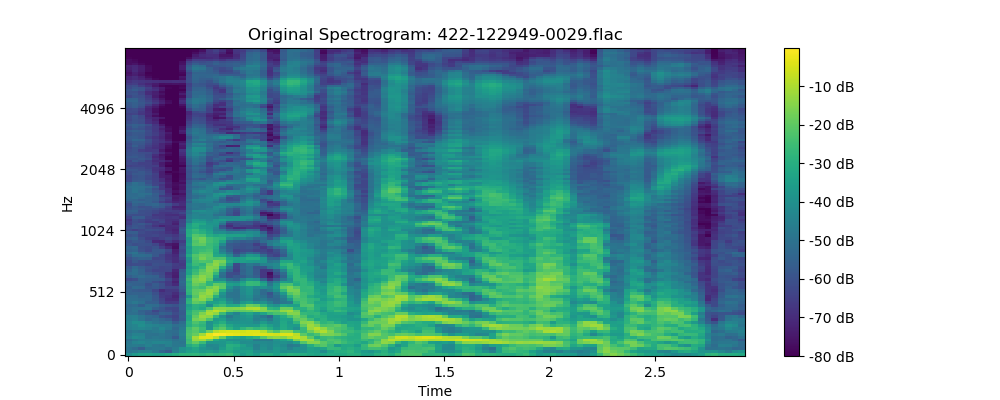 Original Spectrogram: 422-122949-0029.flac
Hz
4096
2048
1024
512
0
0 0.5 1 1.5 2 2.5
Time
-10 dB
-20 dB
-30 dB
-40 dB
-50 dB
-60 dB
-70 dB
-80 dB